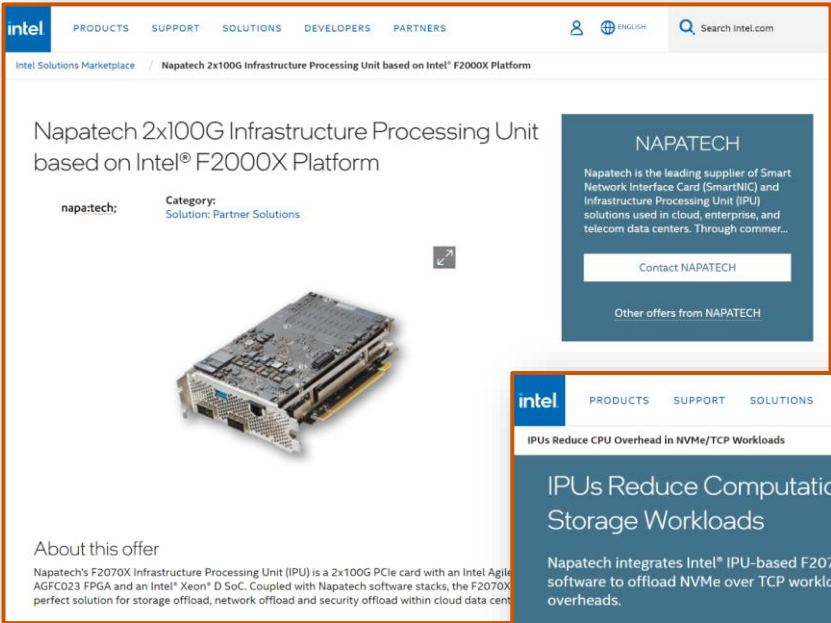 intel.
PRODUCTS SUPPORT SOLUTIONS DEVELOPERS PARTNERS
ENGLISH
Search Intel.com
Intel Solutions Marketplace / Napatech 2x100G Infrastructure Processing Unit based on Intel® F2000X Platform
Napatech 2x100G Infrastructure Processing Unit
based on Intel® F2000X Platform
napa:tech;
Category:
Solution: Partner Solutions
NAPATECH
Napatech is the leading supplier of Smart
Network Interface Card (SmartNIC) and
Infrastructure Processing Unit (IPU)
solutions used in cloud, enterprise, and
telecom data centers. Through commer...
Contact NAPATECH
Other offers from NAPATECH
About this offer
Napatech's F2070X Infrastructure Processing Unit (IPU) is a 2x100G PCIe card with an Intel Agile
AGFC023 FPGA and an Intel® Xeon® D SoC. Coupled with Napatech software stacks, the F2070X
perfect solution for storage offload, network offload and security offload within cloud data cent
intel.
PRODUCTS SUPPORT SOLUTIONS
IPUs Reduce CPU Overhead in NVMe/TCP Workloads
IPUs Reduce Computatio
Storage Workloads
Napatech integrates Intel® IPU-based F207
software to offload NVMe over TCP worklo
overheads.